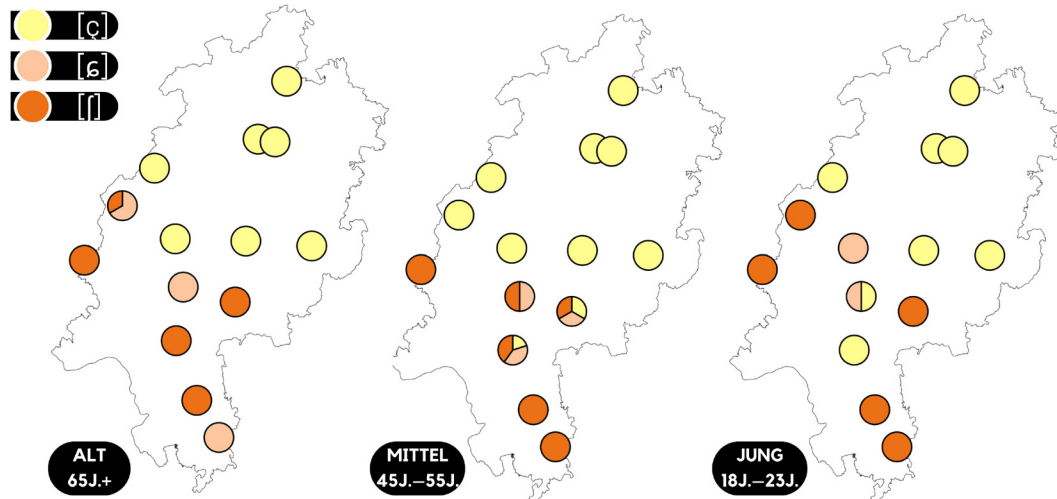 [ç]
[ɕ]
[ʃ]
ALT
65J.+
MITTEL
45J.–55J.
JUNG
18J.–23J.